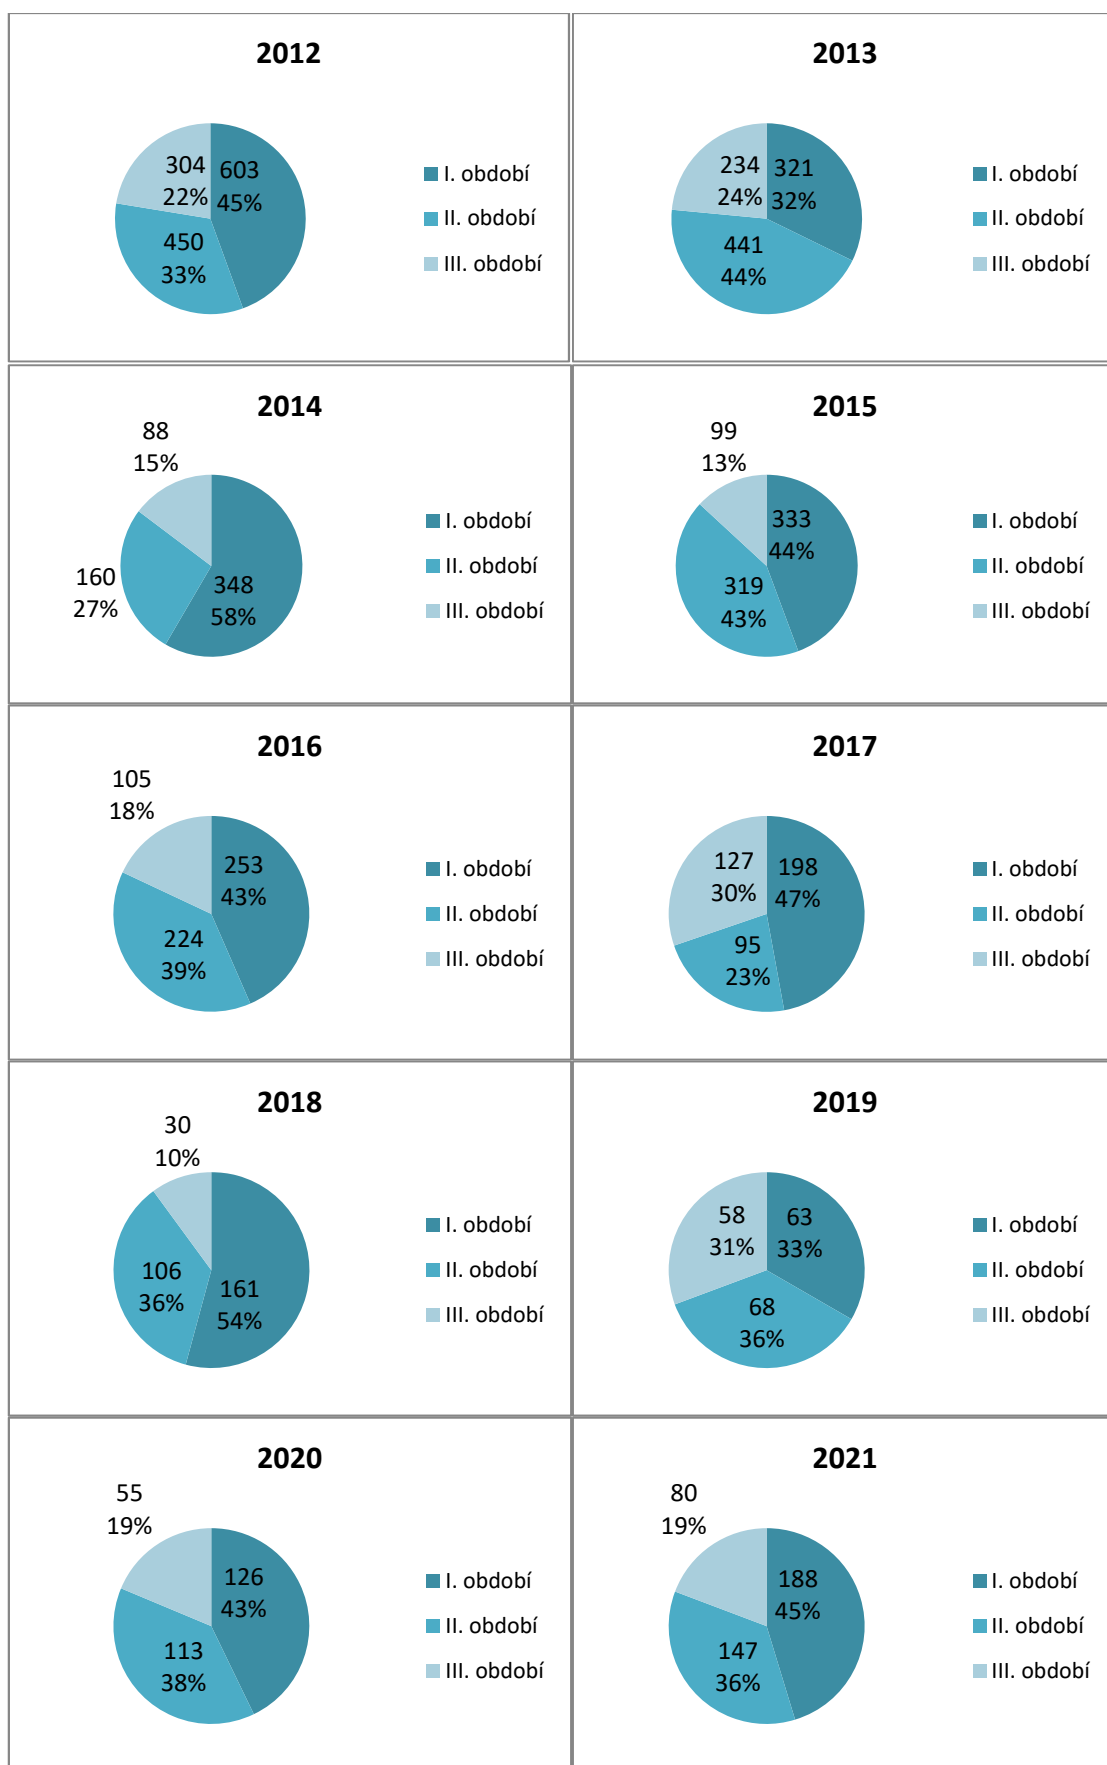 2012
304
22%
603
45%
450
33%
I. období
II. období
III. období
2013
234
24%
321
32%
441
44%
I. období
II. období
III. období
2014
88
15%
160
27%
348
58%
I. období
II. období
III. období
2015
99
13%
333
44%
319
43%
I. období
II. období
III. období
2016
105
18%
253
43%
224
39%
I. období
II. období
III. období
2017
127
30%
198
47%
95
23%
I. období
II. období
III. období
2018
30
10%
106
36%
161
54%
I. období
II. období
III. období
2019
58
31%
63
33%
68
36%
I. období
II. období
III. období
2020
55
19%
126
43%
113
38%
I. období
II. období
III. období
2021
80
19%
188
45%
147
36%
I. období
II. období
III. období